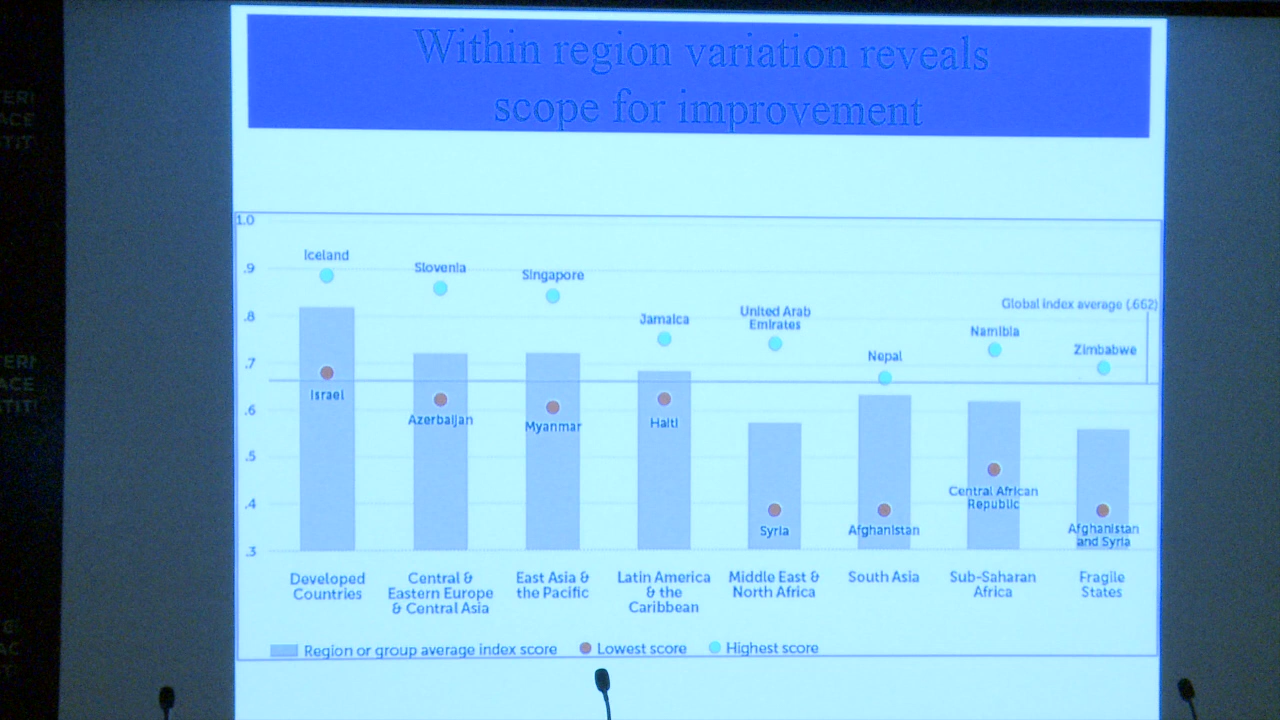 Within region variation reveals
scope for improvement
1.0
.9
.8
.7
.6
.5
.4
.3
Iceland
Slovenia
Singapore
Jamaica
United Arab
Emirates
Nepal
Namibia
Zimbabwe
Global index average (.662)
Israel
Azerbaijan
Myanmar
Haiti
Syria
Afghanistan
Central African
Republic
Afghanistan
and Syria
Developed
Countries
Central &
Eastern Europe
& Central Asia
East Asia &
the Pacific
Latin America
& the
Caribbean
Middle East &
North Africa
South Asia
Sub-Saharan
Africa
Fragile
States
Region or group average index score
Lowest score
Highest score